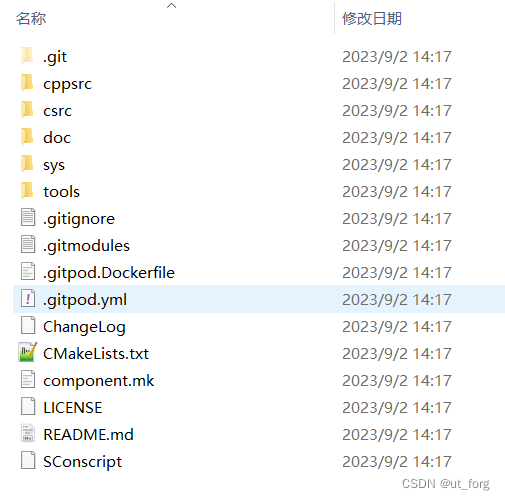 名称 修改日期
.git 2023/9/2 14:17
cppsrc 2023/9/2 14:17
csrc 2023/9/2 14:17
doc 2023/9/2 14:17
sys 2023/9/2 14:17
tools 2023/9/2 14:17
.gitignore 2023/9/2 14:17
.gitmodules 2023/9/2 14:17
.gitpod.Dockerfile 2023/9/2 14:17
.gitpod.yml 2023/9/2 14:17
ChangeLog 2023/9/2 14:17
CMakeLists.txt 2023/9/2 14:17
component.mk 2023/9/2 14:17
LICENSE 2023/9/2 14:17
README.md 2023/9/2 14:17
SConscript 2023/9/2 14:17
CSDN @ut_forg